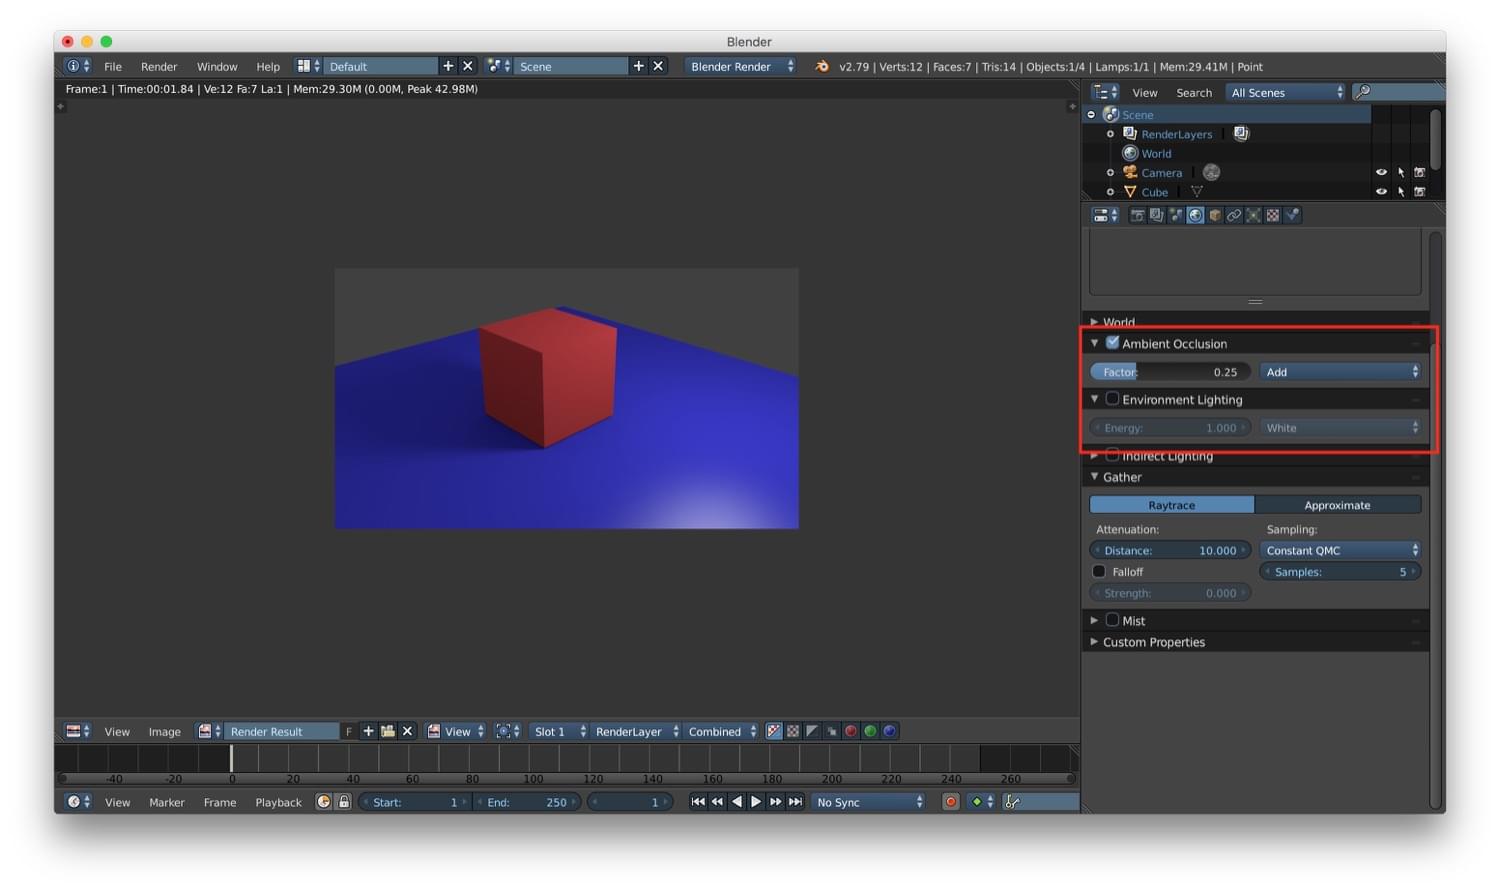 Blender
File Render Window Help Default Scene Blender Render v2.79 | Verts:12 | Faces:7 | Tris:14 | Objects:1/4 | Lamps:1/1 | Mem:29.41M | Point
Frame:1 | Time:00:01.84 | Ve:12 Fa:7 La:1 | Mem:29.30M (0.00M, Peak 42.98M)
View Search All Scenes
Scene
RenderLayers
World
Camera
Cube
World
Ambient Occlusion
Factor: 0.25 Add
Environment Lighting
Energy: 1.000 White
Indirect Lighting
Gather
Raytrace Approximate
Attenuation: Sampling:
Distance: 10.000 Constant QMC
Falloff Samples: 5
Strength: 0.000
Mist
Custom Properties
View Image Render Result F View Slot 1 RenderLayer Combined
-40 -20 0 20 40 60 80 100 120 140 160 180 200 220 240 260
View Marker Frame Playback Start: 1 End: 250 1 No Sync